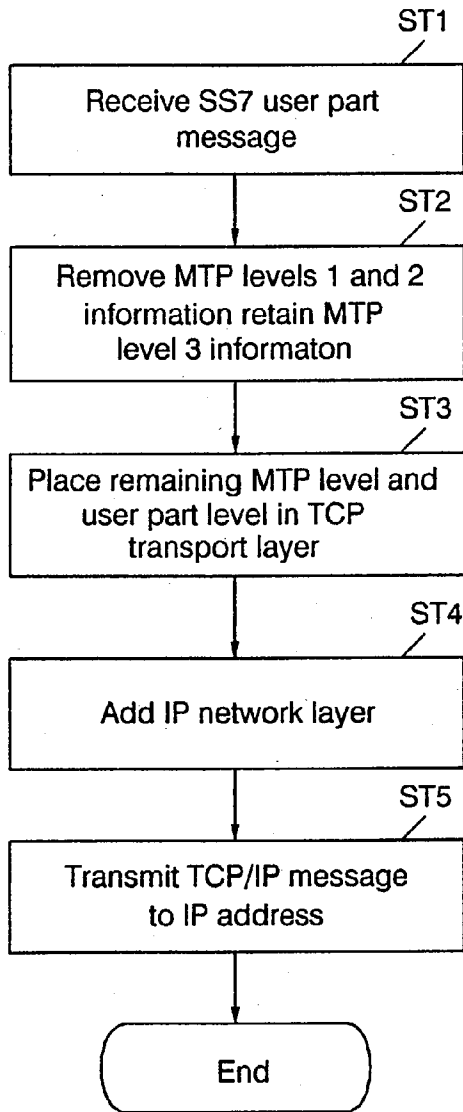 ST1
Receive SS7 user part
message
ST2
Remove MTP levels 1 and 2
information retain MTP
level 3 informaton
ST3
Place remaining MTP level and
user part level in TCP
transport layer
ST4
Add IP network layer
ST5
Transmit TCP/IP message
to IP address
End